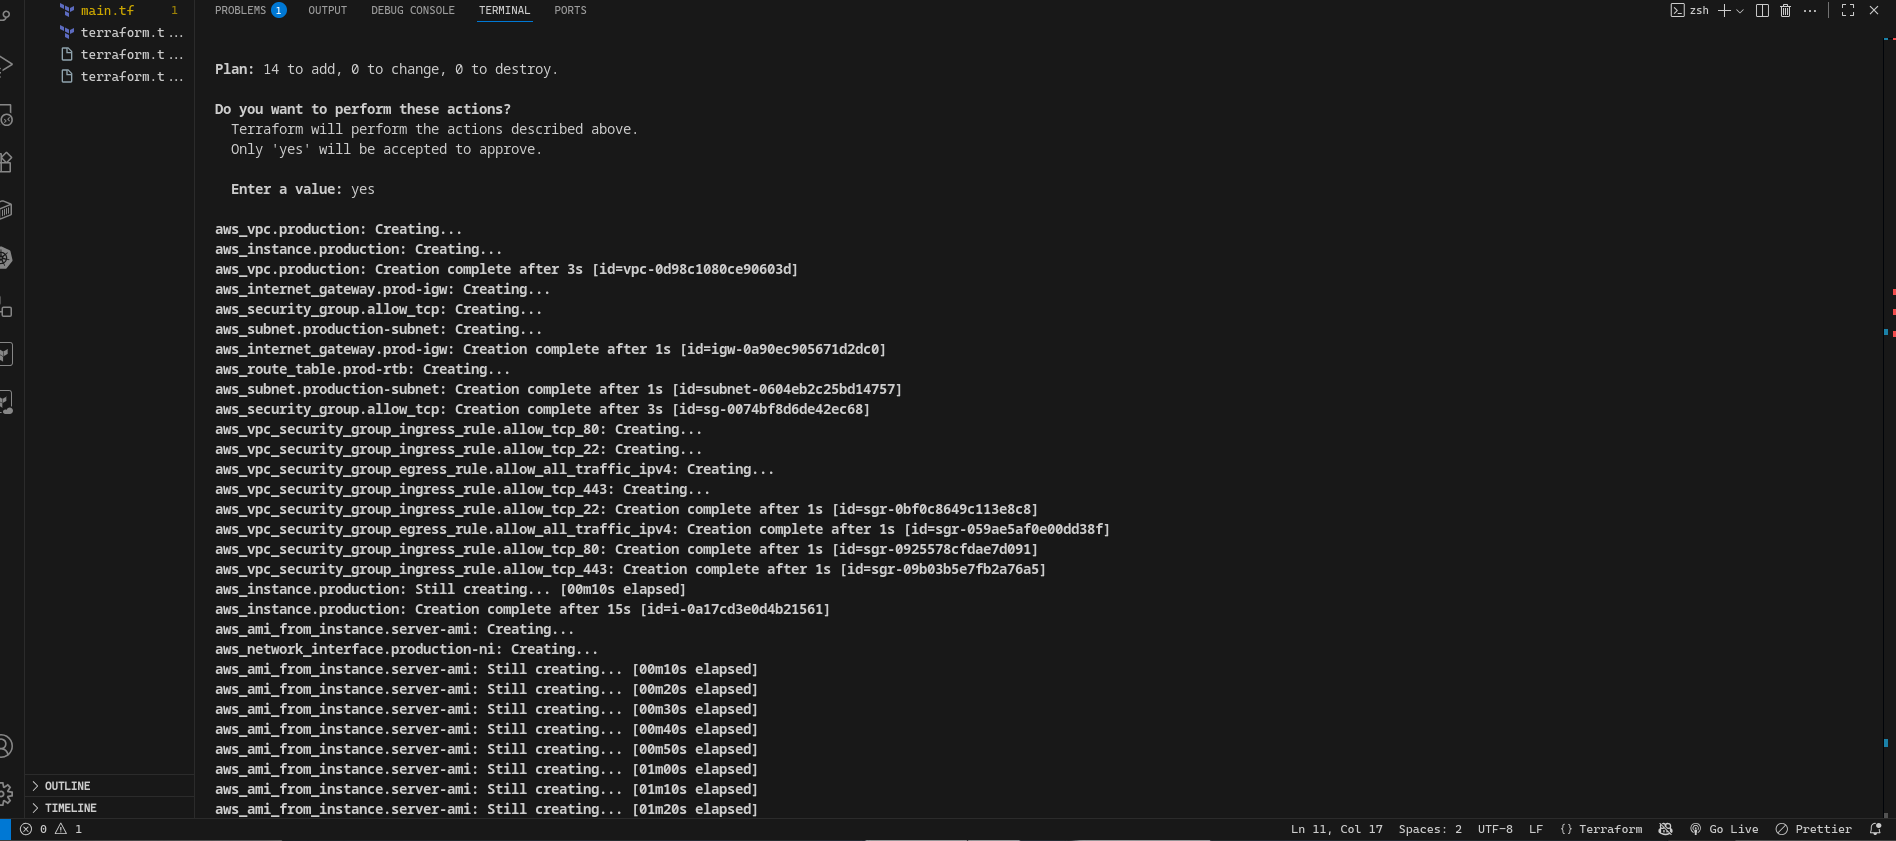 main.tf 1
terraform.t...
terraform.t...
terraform.t...
PROBLEMS 1 OUTPUT DEBUG CONSOLE TERMINAL PORTS
zsh
Plan: 14 to add, 0 to change, 0 to destroy.
Do you want to perform these actions?
Terraform will perform the actions described above.
Only 'yes' will be accepted to approve.
Enter a value: yes
aws_vpc.production: Creating...
aws_instance.production: Creating...
aws_vpc.production: Creation complete after 3s [id=vpc-0d98c1080ce90603d]
aws_internet_gateway.prod-igw: Creating...
aws_security_group.allow_tcp: Creating...
aws_subnet.production-subnet: Creating...
aws_internet_gateway.prod-igw: Creation complete after 1s [id=igw-0a90ec905671d2dc0]
aws_route_table.prod-rtb: Creating...
aws_subnet.production-subnet: Creation complete after 1s [id=subnet-0604eb2c25bd14757]
aws_security_group.allow_tcp: Creation complete after 3s [id=sg-0074bf8d6de42ec68]
aws_vpc_security_group_ingress_rule.allow_tcp_80: Creating...
aws_vpc_security_group_ingress_rule.allow_tcp_22: Creating...
aws_vpc_security_group_egress_rule.allow_all_traffic_ipv4: Creating...
aws_vpc_security_group_ingress_rule.allow_tcp_443: Creating...
aws_vpc_security_group_ingress_rule.allow_tcp_22: Creation complete after 1s [id=sgr-0bf0c8649c113e8c8]
aws_vpc_security_group_egress_rule.allow_all_traffic_ipv4: Creation complete after 1s [id=sgr-059ae5af0e00dd38f]
aws_vpc_security_group_ingress_rule.allow_tcp_80: Creation complete after 1s [id=sgr-0925578cfdae7d091]
aws_vpc_security_group_ingress_rule.allow_tcp_443: Creation complete after 1s [id=sgr-09b03b5e7fb2a76a5]
aws_instance.production: Still creating... [00m10s elapsed]
aws_instance.production: Creation complete after 15s [id=i-0a17cd3e0d4b21561]
aws_ami_from_instance.server-ami: Creating...
aws_network_interface.production-ni: Creating...
aws_ami_from_instance.server-ami: Still creating... [00m10s elapsed]
aws_ami_from_instance.server-ami: Still creating... [00m20s elapsed]
aws_ami_from_instance.server-ami: Still creating... [00m30s elapsed]
aws_ami_from_instance.server-ami: Still creating... [00m40s elapsed]
aws_ami_from_instance.server-ami: Still creating... [00m50s elapsed]
aws_ami_from_instance.server-ami: Still creating... [01m00s elapsed]
aws_ami_from_instance.server-ami: Still creating... [01m10s elapsed]
aws_ami_from_instance.server-ami: Still creating... [01m20s elapsed]
OUTLINE
TIMELINE
0 1 Ln 11, Col 17 Spaces: 2 UTF-8 LF {} Terraform Go Live Prettier